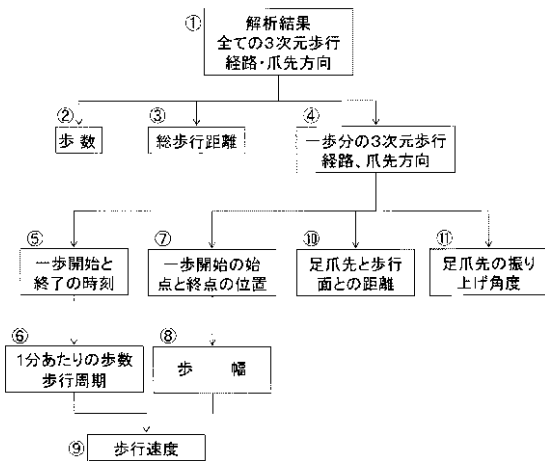 ①
解析結果
全ての3次元歩行
経路・爪先方向
②
歩数
③
総歩行距離
④
一歩分の3次元歩行
経路、爪先方向
⑤
一歩開始と
終了の時刻
⑦
一歩開始の始
点と終点の位置
⑩
足爪先と歩行
面との距離
⑪
足爪先の振り
上げ角度
⑥
1分あたりの歩数
歩行周期
⑧
歩　　幅
⑨
歩行速度